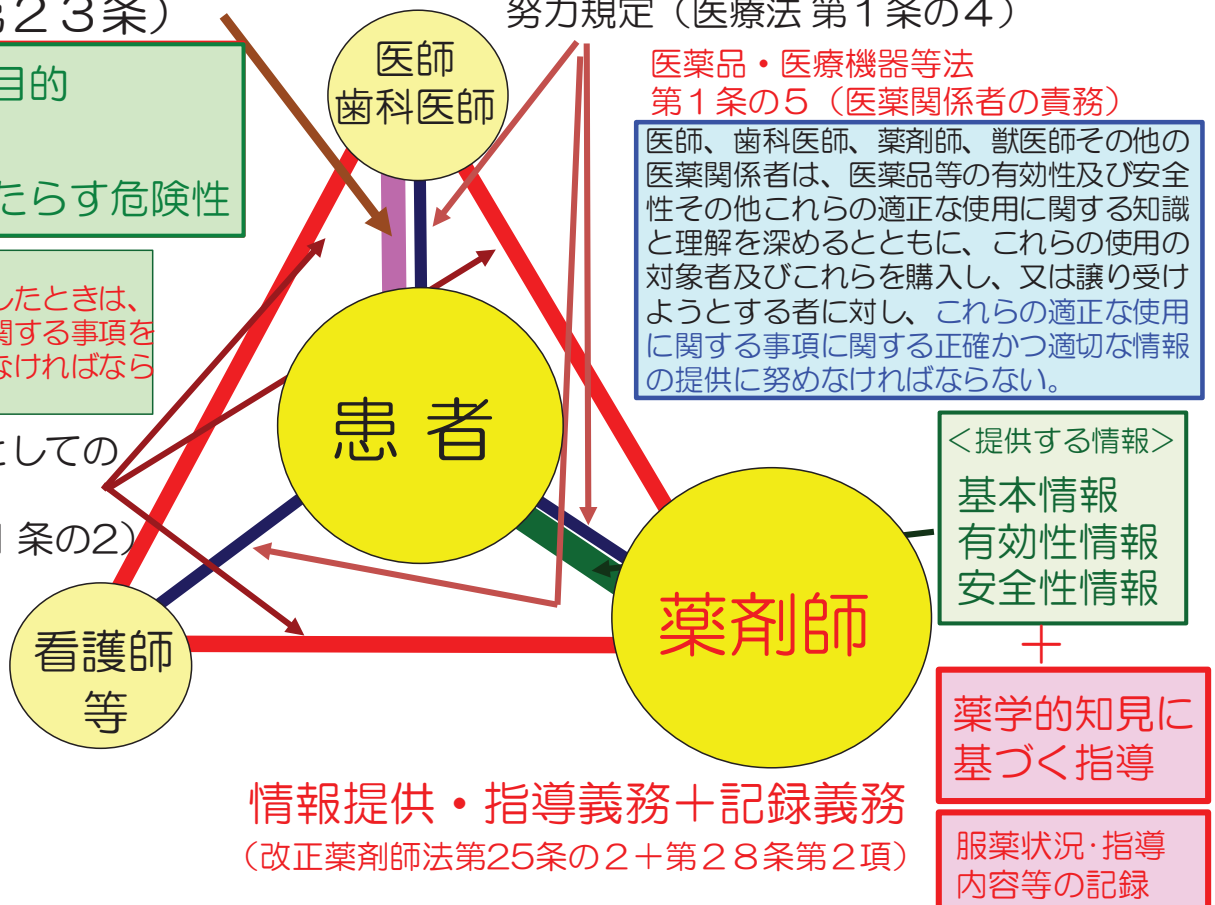 第２３条）
努力規定（医療法 第１条の４）
医師
歯科医師
医薬品・医療機器等法
第１条の５（医薬関係者の責務）
目的
たらす危険性
医師、歯科医師、薬剤師、獣医師その他の
医薬関係者は、医薬品等の有効性及び安全
性その他これらの適正な使用に関する知識
と理解を深めるとともに、これらの使用の
対象者及びこれらを購入し、又は譲り受け
ようとする者に対し、これらの適正な使用
に関する事項に関する正確かつ適切な情報
の提供に努めなければならない。
したときは、
関する事項を
なければなら
患 者
としての
条の2）
＜提供する情報＞
基本情報
有効性情報
安全性情報
＋
看護師
等
薬剤師
薬学的知見に
基づく指導
情報提供・指導義務＋記録義務
（改正薬剤師法第25条の２＋第２８条第２項）
服薬状況･指導
内容等の記録